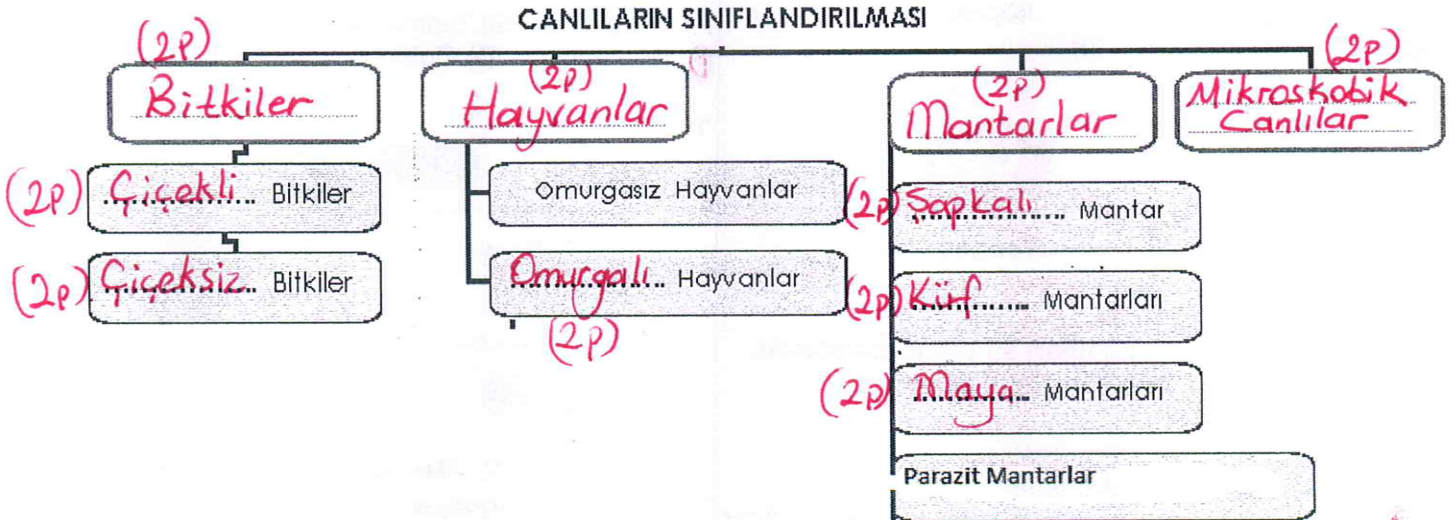 CANLILARIN SINIFLANDIRILMASI
(2p)
Bitkiler
(2p)
Hayvanlar
(2p)
Mantarlar
(2p)
Mikroskobik
Canlılar
(2p) Çiçekli Bitkiler
(2p) Çiçeksiz Bitkiler
Omurgasız Hayvanlar
Omurgalı Hayvanlar
(2p)
(2p) Şapkalı Mantar
(2p) Küf Mantarları
(2p) Maya Mantarları
Parazit Mantarlar